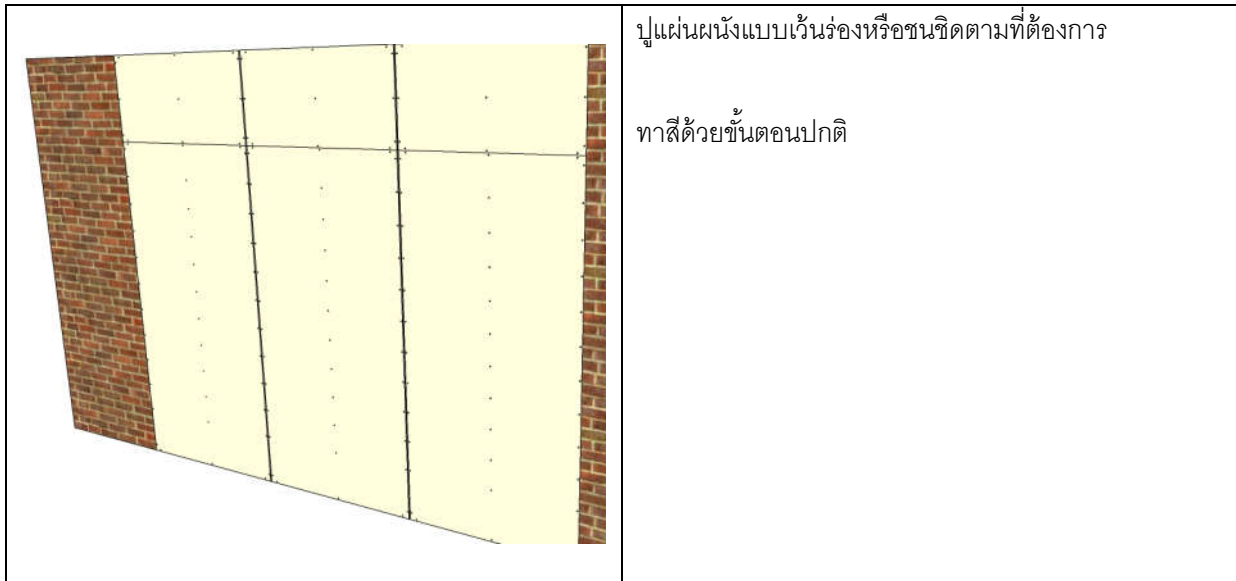 ปูแผ่นผนังแบบเว้นร่องหรือชนชิดตามที่ต้องการ
ทาสีด้วยขั้นตอนปกติ